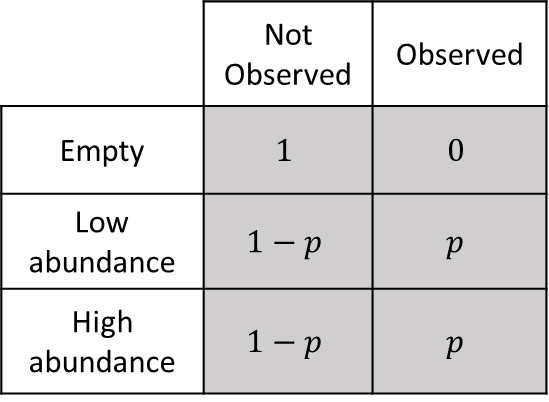 Not
Observed
Observed
Empty
1
0
Low
abundance
1 − p
p
High
abundance
1 − p
p